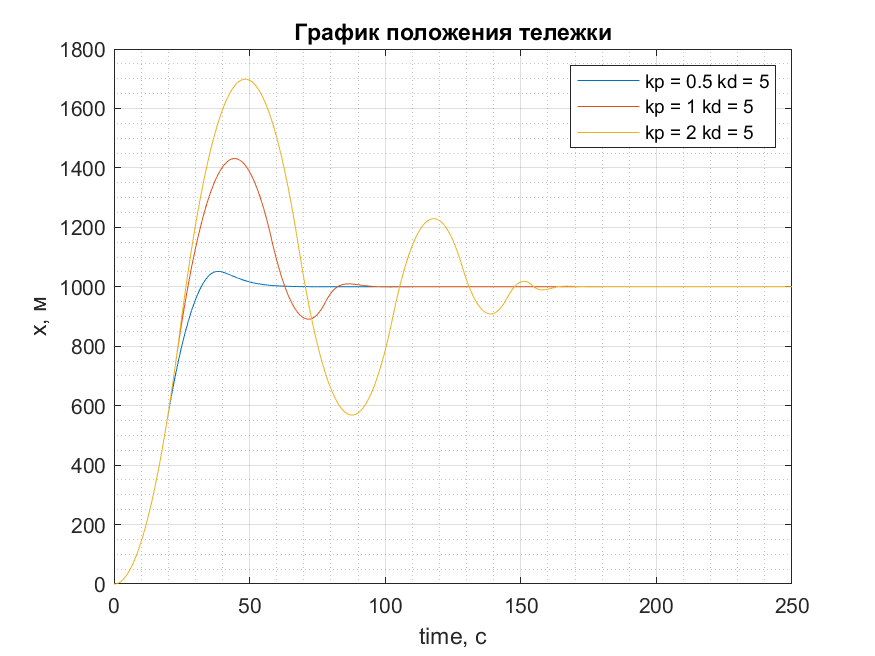 График положения тележки
1800
1600
1400
1200
1000
800
600
400
200
0
x, м
kp = 0.5 kd = 5
kp = 1 kd = 5
kp = 2 kd = 5
0 50 100 150 200 250
time, c